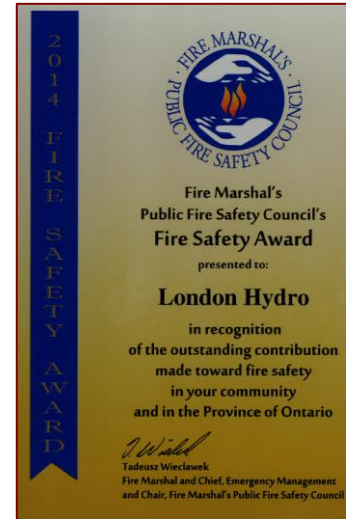 2014 FIRE SAFETY AWARD
FIRE MARSHAL'S
PUBLIC FIRE SAFETY COUNCIL
Fire Marshal's
Public Fire Safety Council's
Fire Safety Award
presented to:
London Hydro
in recognition
of the outstanding contribution
made toward fire safety
in your community
and in the Province of Ontario
Tadeusz Wieclawek
Fire Marshal and Chief, Emergency Management
and Chair, Fire Marshal's Public Fire Safety Council